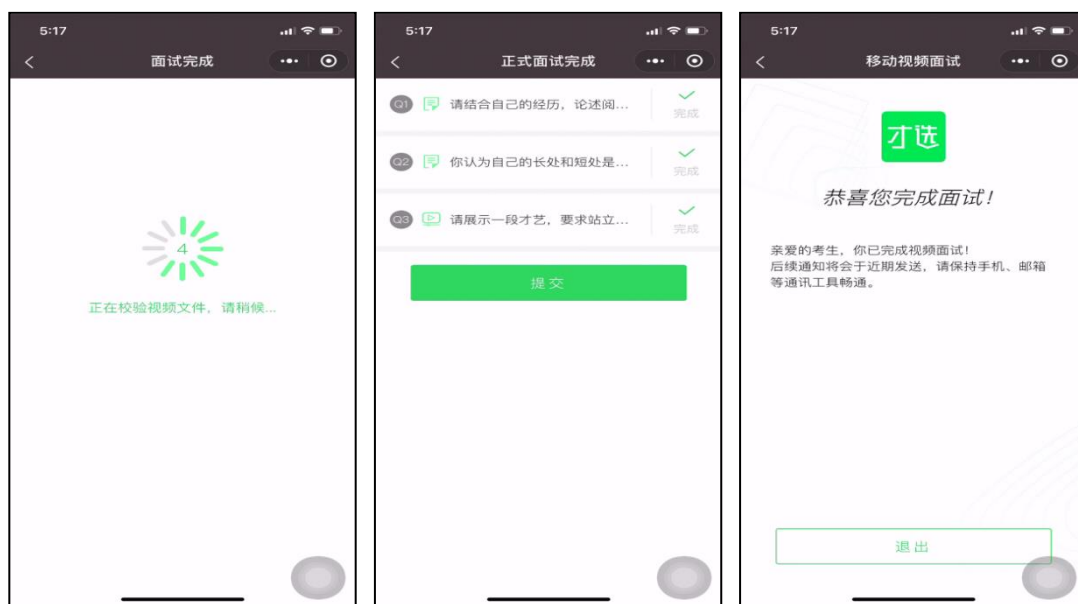 5:17
面试完成
4
正在校验视频文件，请稍候...
5:17
正式面试完成
Q1 请结合自己的经历，论述阅...
完成
Q2 你认为自己的长处和短处是...
完成
Q3 请展示一段才艺，要求站立...
完成
提交
5:17
移动视频面试
才选
恭喜您完成面试！
亲爱的考生，你已完成视频面试！
后续通知将会于近期发送，请保持手机、邮箱
等通讯工具畅通。
退出